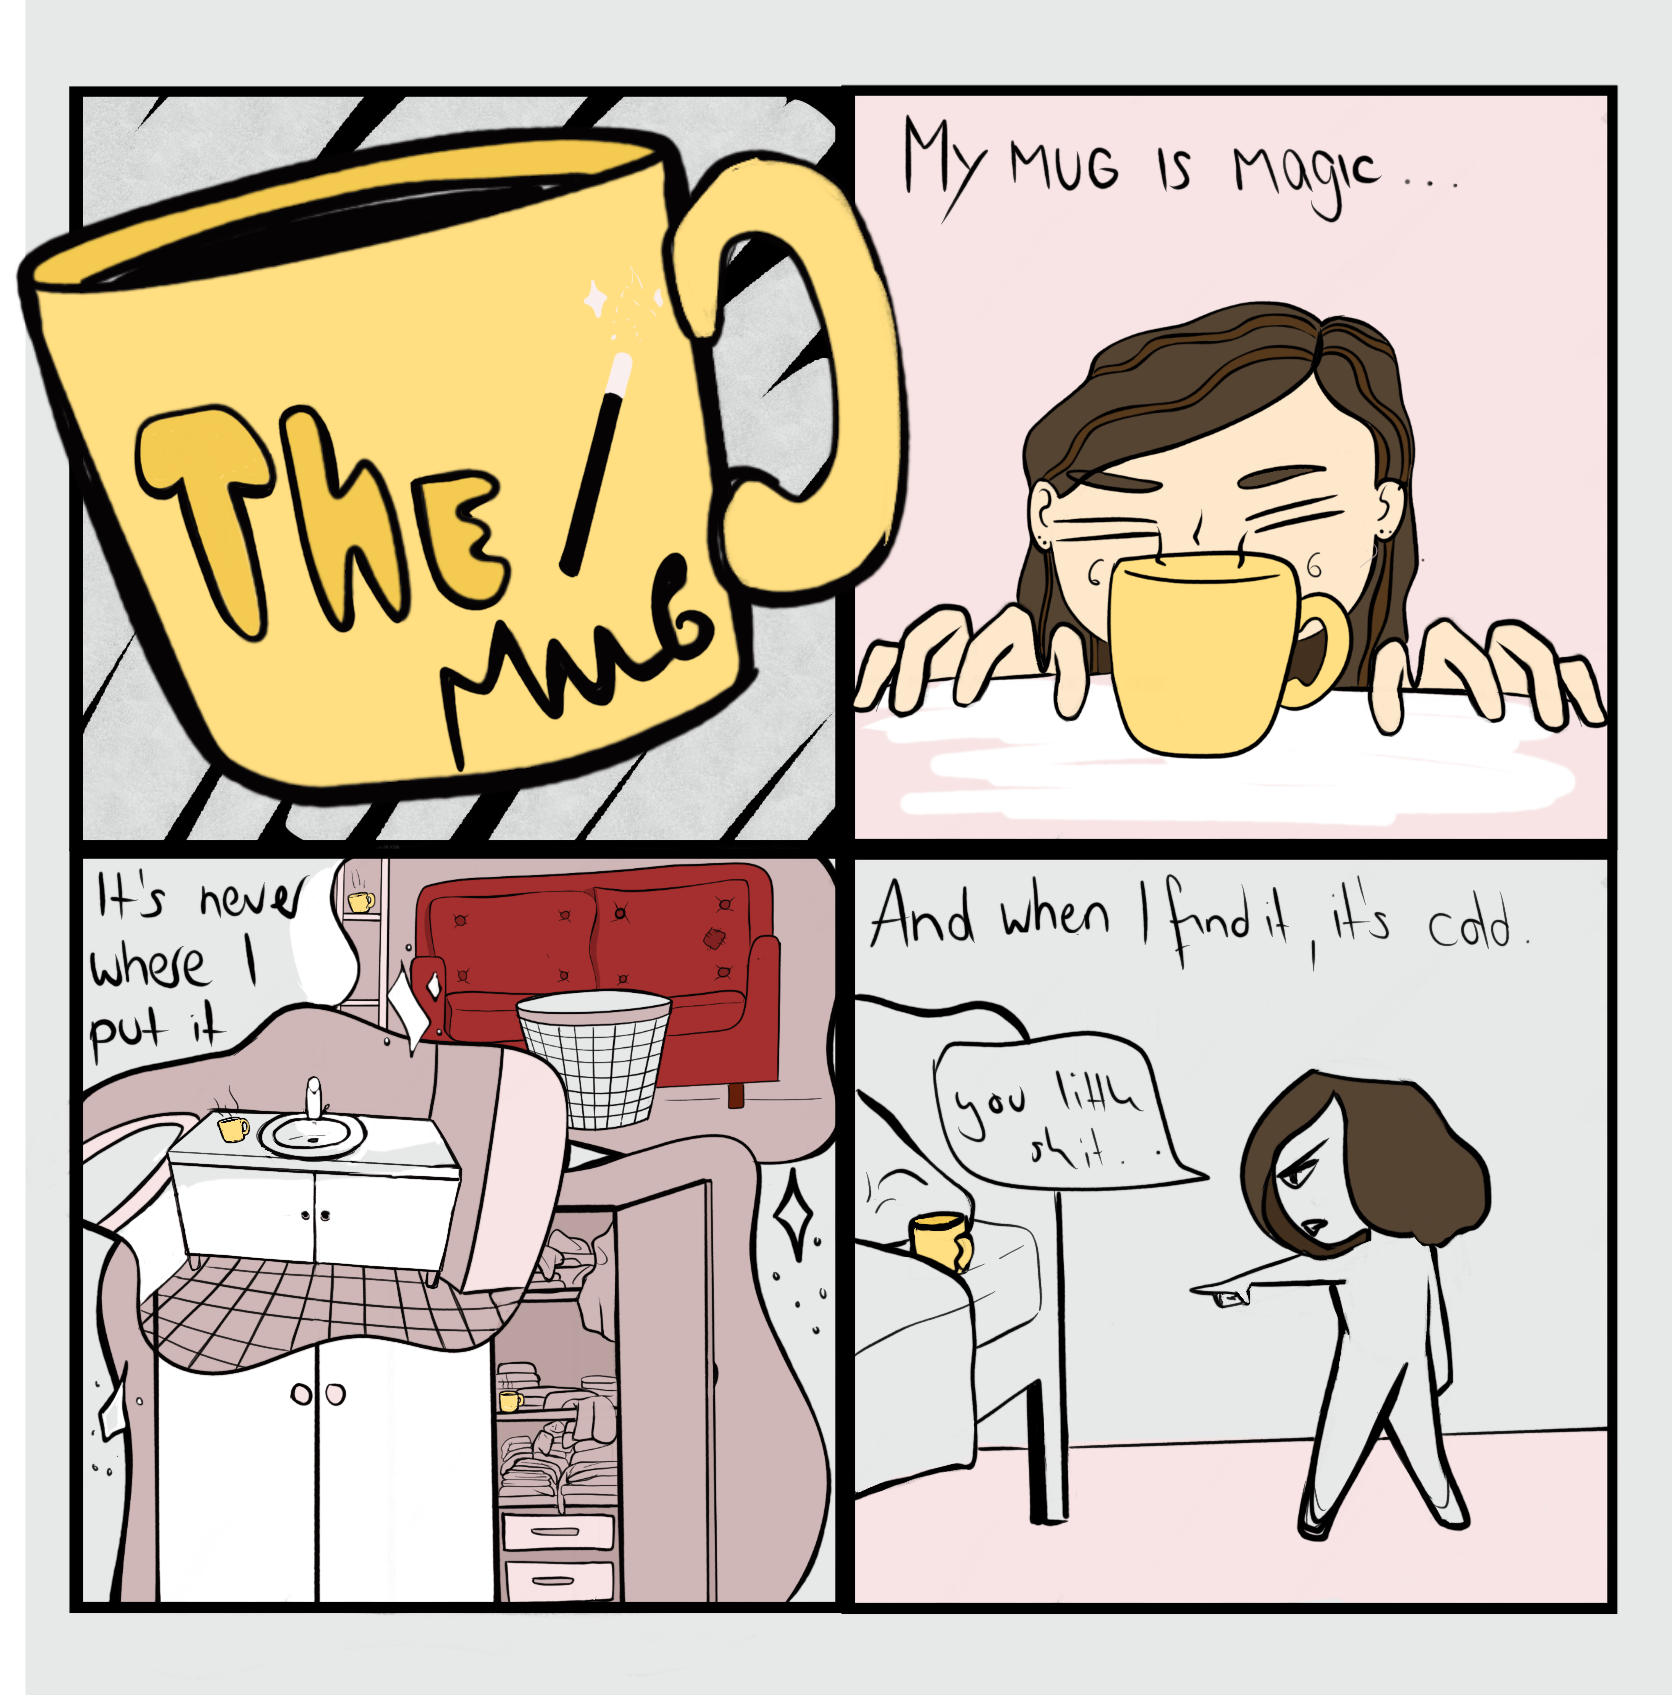 The
MUG
My MUG is Magic...
It's never
where I
put it
And when I find it, it's cold.
you little
shit...